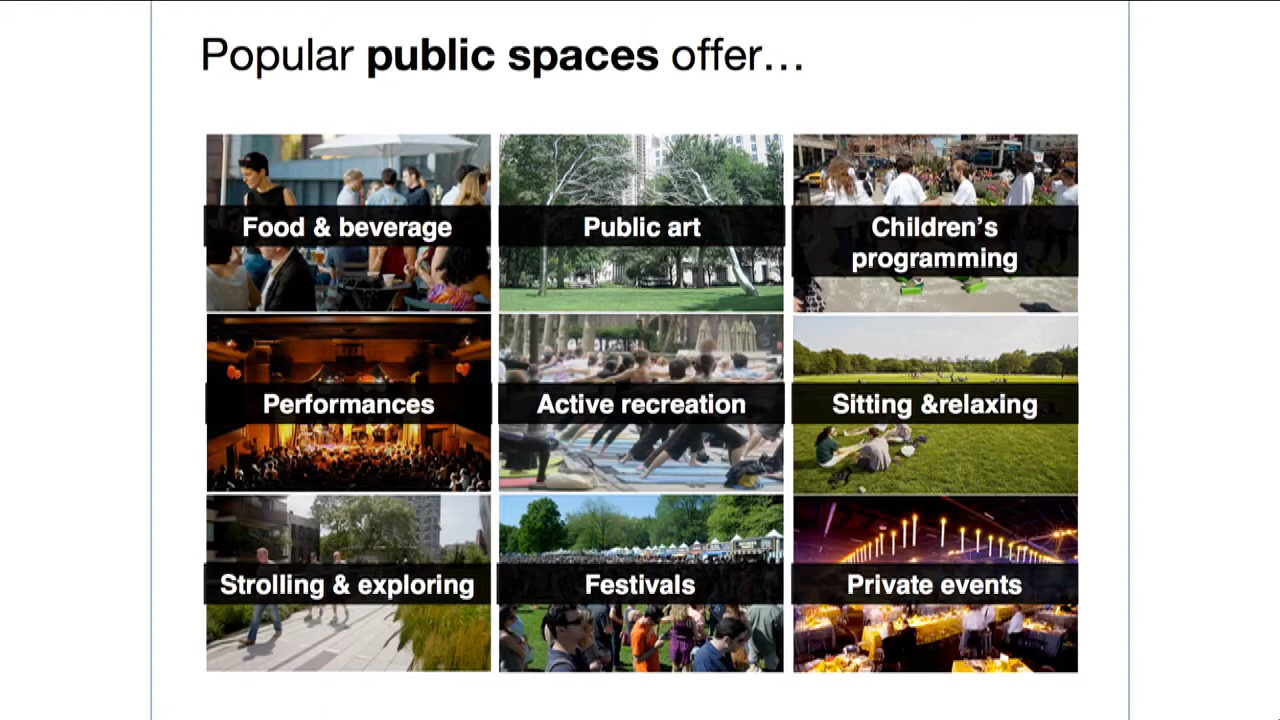 Popular public spaces offer…
Food & beverage
Public art
Children’s
programming
Performances
Active recreation
Sitting &relaxing
Strolling & exploring
Festivals
Private events